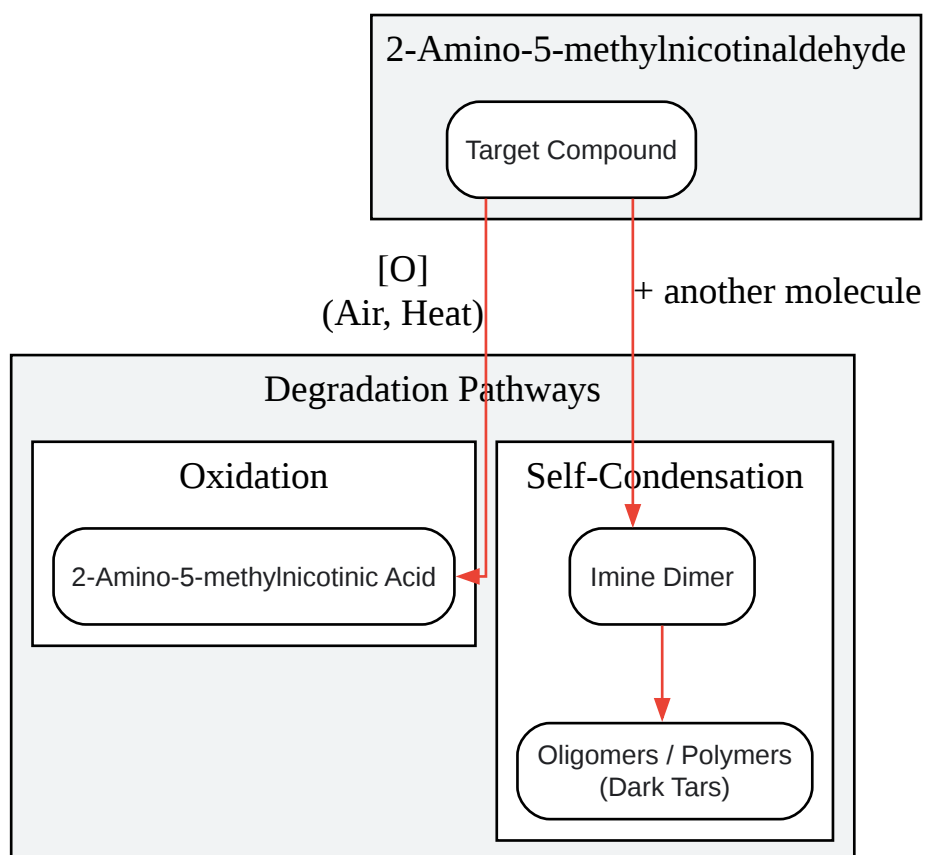 2-Amino-5-methylnicotinaldehyde
Target Compound
[O]
(Air, Heat)
+ another molecule
Degradation Pathways
Oxidation
2-Amino-5-methylnicotinic Acid
Self-Condensation
Imine Dimer
Oligomers / Polymers
(Dark Tars)